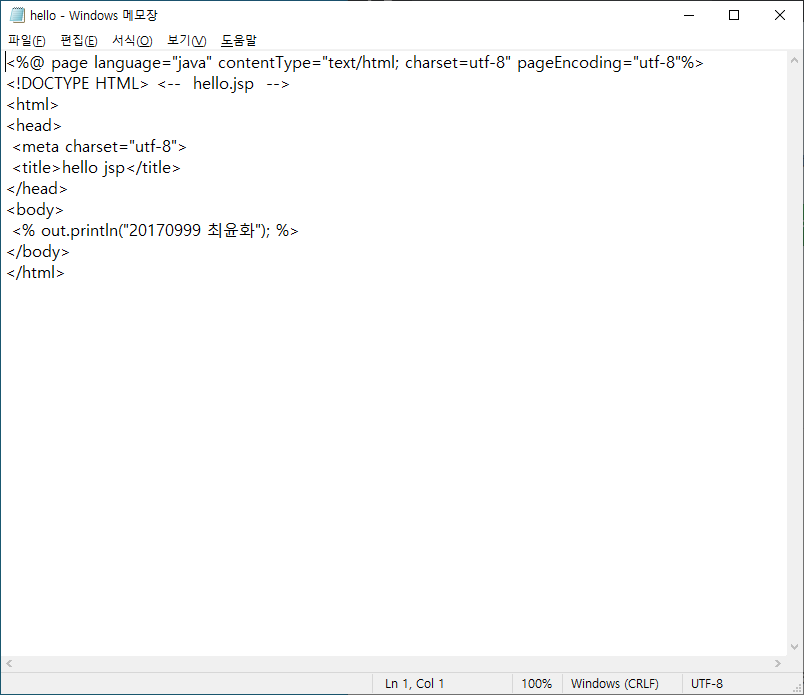 hello - Windows 메모장
파일(F) 편집(E) 서식(O) 보기(V) 도움말
<%@ page language="java" contentType="text/html; charset=utf-8" pageEncoding="utf-8"%>
<!DOCTYPE HTML> <--  hello.jsp  -->
<html>
<head>
 <meta charset="utf-8">
 <title>hello jsp</title>
</head>
<body>
 <% out.println("20170999 최윤화"); %>
</body>
</html>
Ln 1, Col 1 100% Windows (CRLF) UTF-8